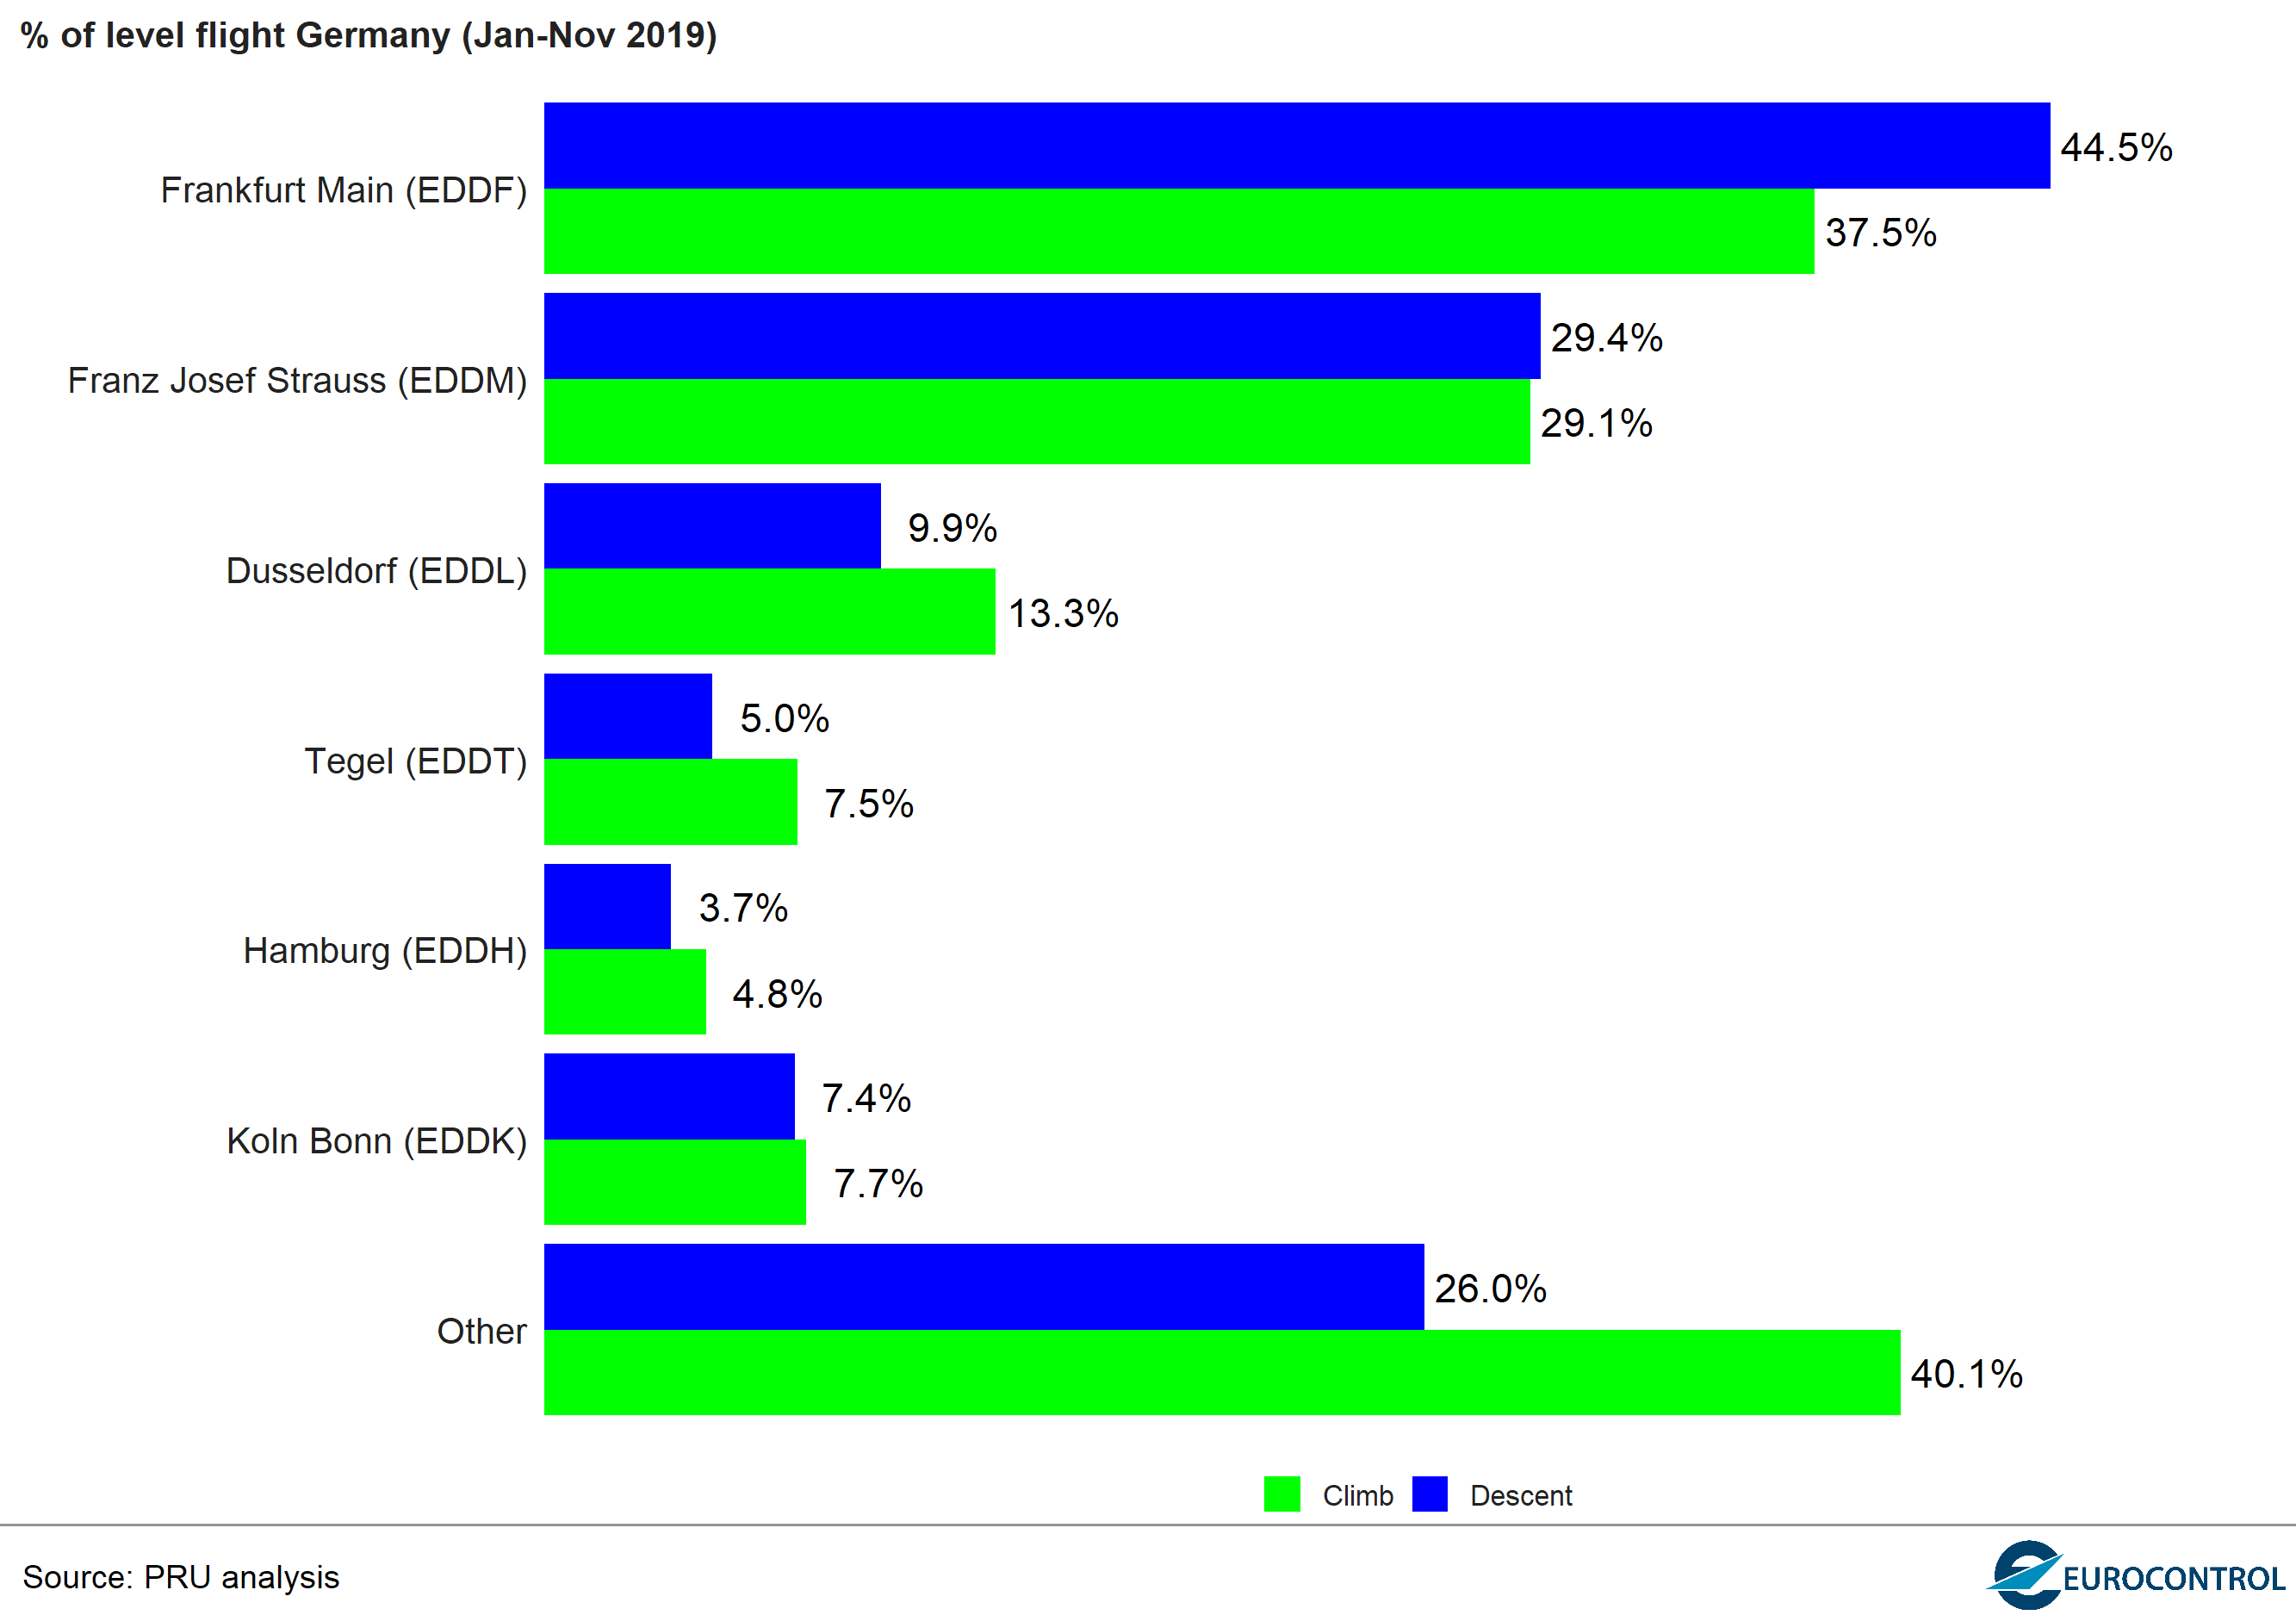 % of level flight Germany (Jan-Nov 2019)
Frankfurt Main (EDDF)
44.5%
37.5%
Franz Josef Strauss (EDDM)
29.4%
29.1%
Dusseldorf (EDDL)
9.9%
13.3%
Tegel (EDDT)
5.0%
7.5%
Hamburg (EDDH)
3.7%
4.8%
Koln Bonn (EDDK)
7.4%
7.7%
Other
26.0%
40.1%
Climb Descent
Source: PRU analysis
EUROCONTROL